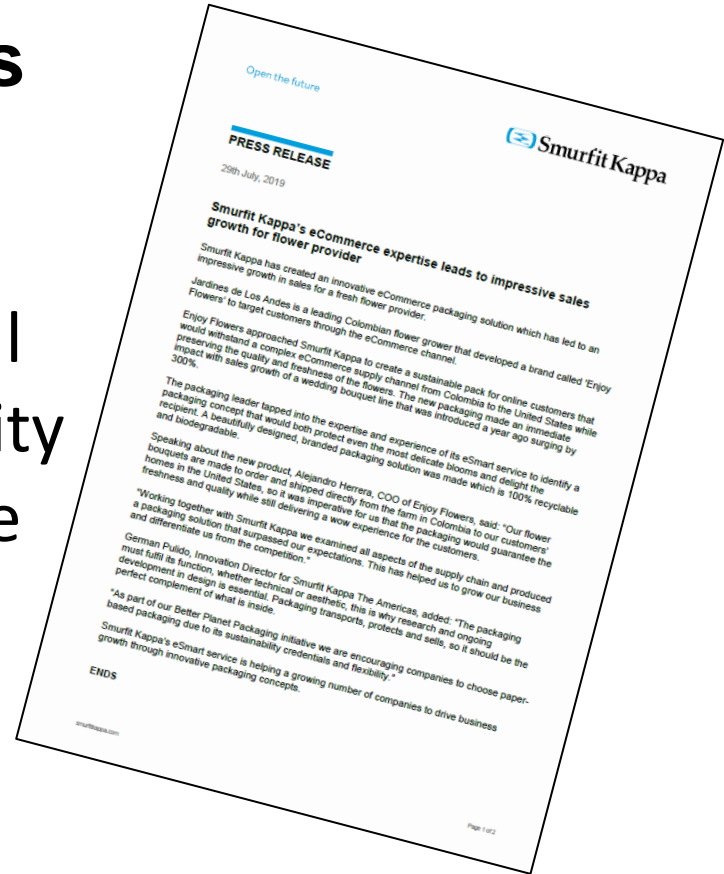 s
l
ity
e
Open the future
Smurfit Kappa
PRESS RELEASE
29th July, 2019
Smurfit Kappa's eCommerce expertise leads to impressive sales
growth for flower provider
Smurfit Kappa has created an innovative eCommerce packaging solution which has led to an
impressive growth in sales for a fresh flower provider.
Jardines de Los Andes is a leading Colombian flower grower that developed a brand called 'Enjoy
Flowers' to target customers through the eCommerce channel.
Enjoy Flowers approached Smurfit Kappa to create a sustainable pack for online customers that
would withstand a complex eCommerce supply channel from Colombia to the United States while
preserving the quality and freshness of the flowers. The new packaging made an immediate
impact with sales growth of a wedding bouquet line that was introduced a year ago surging by
300%.
The packaging leader tapped into the expertise and experience of its eSmart service to identify a
packaging concept that would both protect even the most delicate blooms and delight the
recipient. A beautifully designed, branded packaging solution was made which is 100% recyclable
and biodegradable.
Speaking about the new product, Alejandro Herrera, COO of Enjoy Flowers, said: "Our flower
bouquets are made to order and shipped directly from the farm in Colombia to our customers'
homes in the United States, so it was imperative for us that the packaging would guarantee the
freshness and quality while still delivering a wow experience for the customers.
"Working together with Smurfit Kappa we examined all aspects of the supply chain and produced
a packaging solution that surpassed our expectations. This has helped us to grow our business
and differentiate us from the competition."
German Pulido, Innovation Director for Smurfit Kappa The Americas, added: "The packaging
must fulfil its function, whether technical or aesthetic, this is why research and ongoing
development in design is essential. Packaging transports, protects and sells, so it should be the
perfect complement of what is inside.
"As part of our Better Planet Packaging initiative we are encouraging companies to choose paper-
based packaging due to its sustainability credentials and flexibility."
Smurfit Kappa's eSmart service is helping a growing number of companies to drive business
growth through innovative packaging concepts.
ENDS
smurfitkappa.com
Page 1 of 2